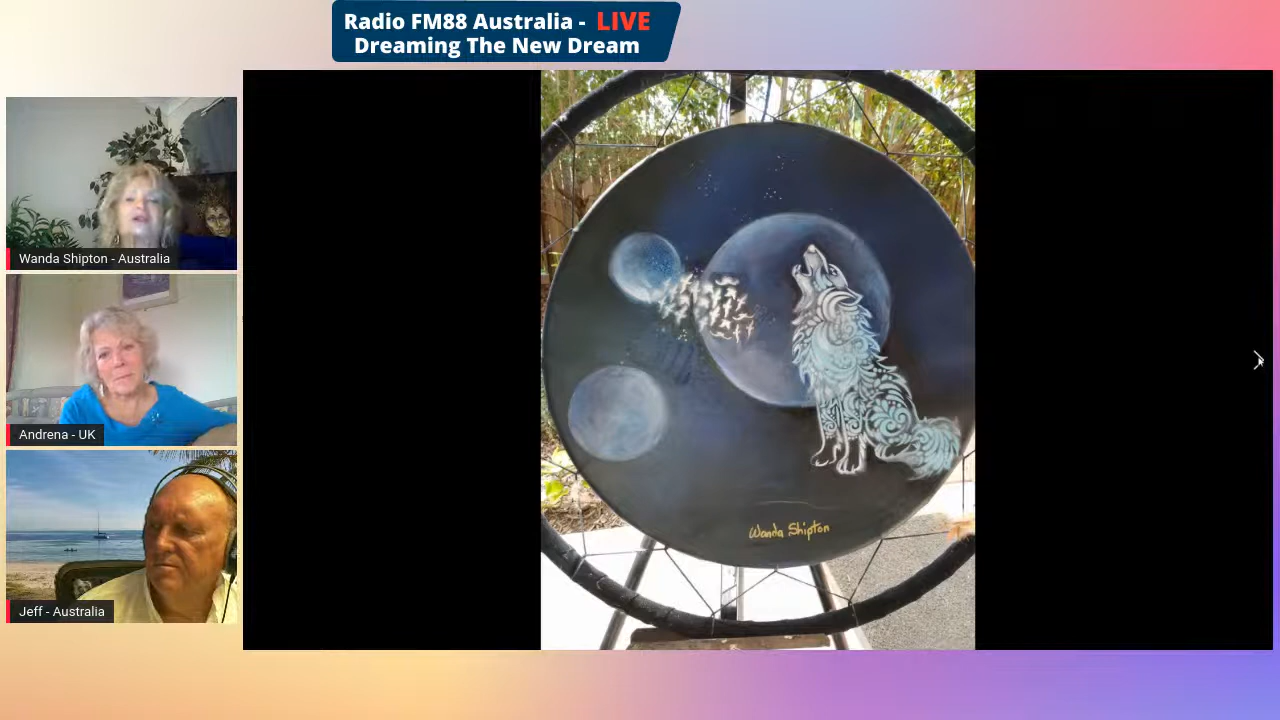 Radio FM88 Australia - LIVE
Dreaming The New Dream
Wanda Shipton - Australia
Andrena - UK
Jeff - Australia
Wanda Shipton